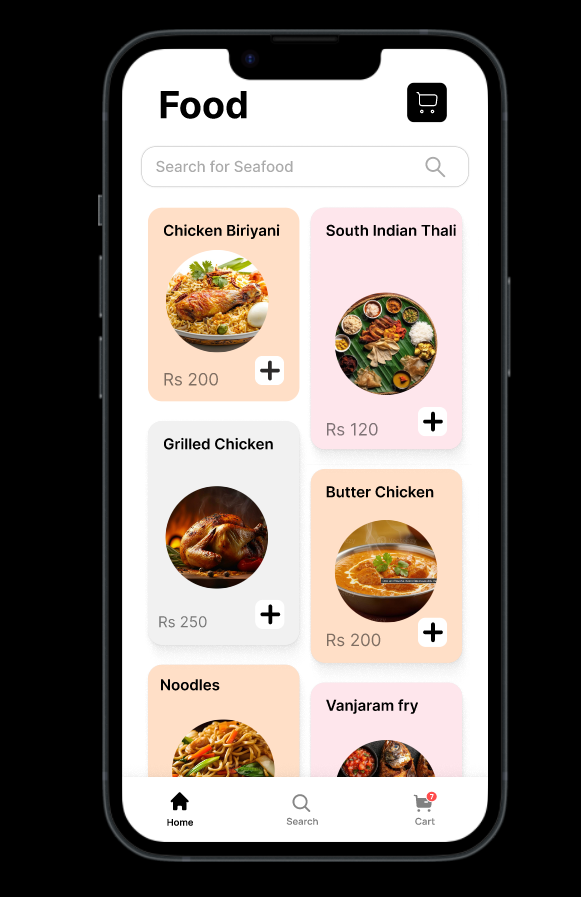 Food
Search for Seafood
Chicken Biriyani
Rs 200
South Indian Thali
Rs 120
Grilled Chicken
Rs 250
Butter Chicken
Rs 200
Noodles
Vanjaram fry
Home
Search
7
Cart